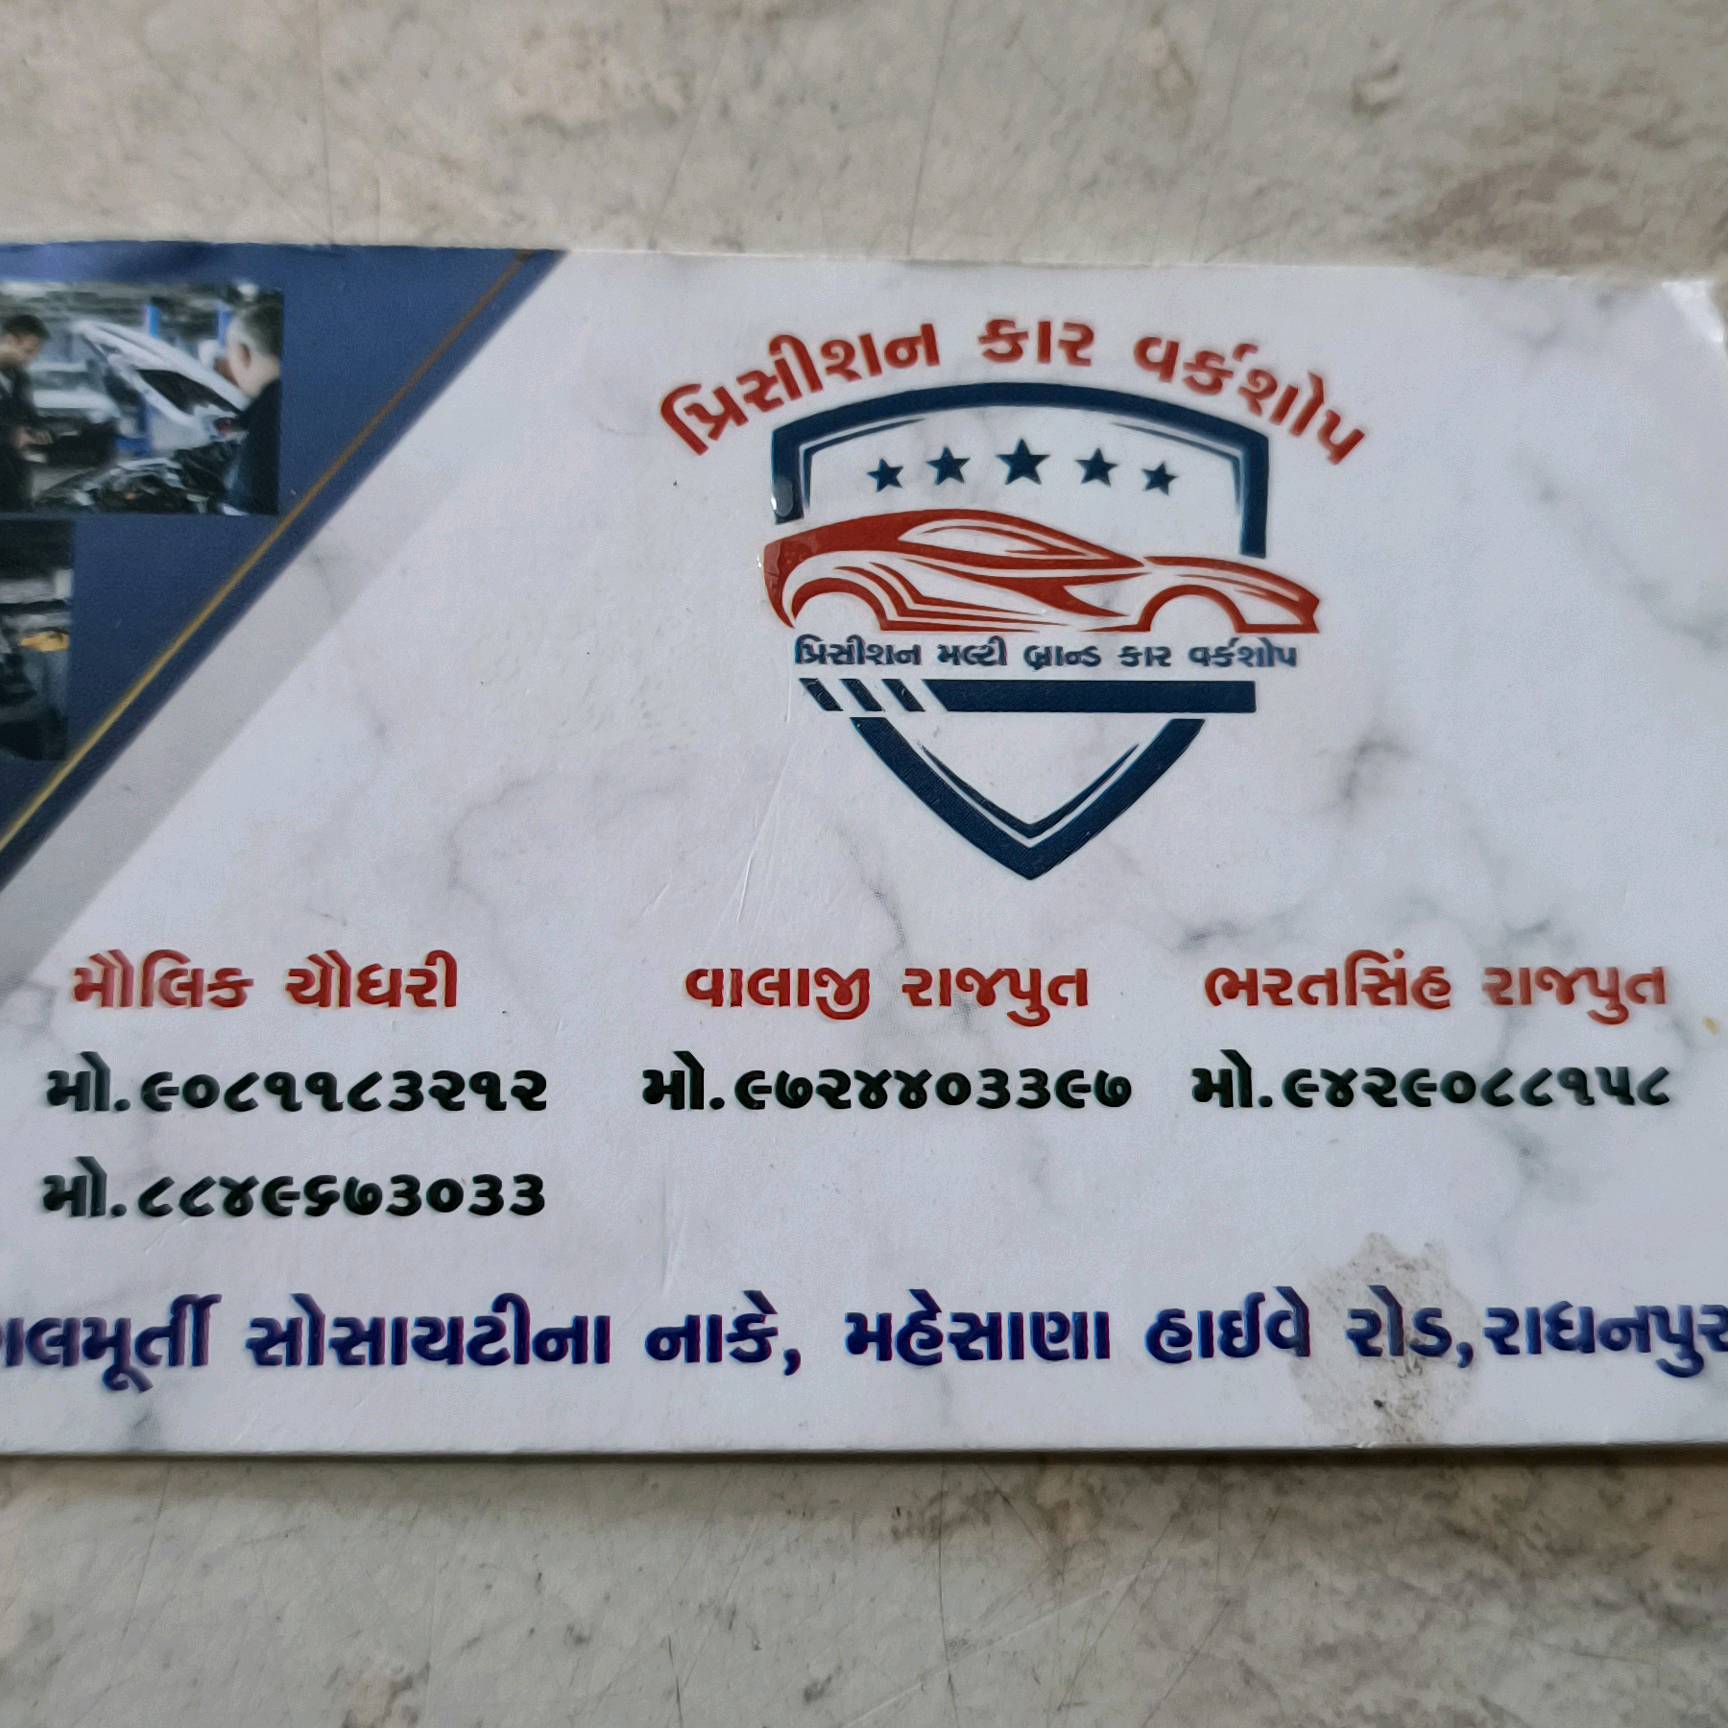 પ્રિસીશન કાર વર્કશોપ
પ્રિસીશન મલ્ટી બ્રાન્ડ કાર વર્કશોપ
મૌલિક ચૌધરી
મો.૯૦૮૧૧૮૩૨૧૨
મો.૮૮૪૯૬૭૩૦૩૩
વાલાજી રાજપુત
મો.૯૭૨૪૪૦૩૩૯૭
ભરતસિંહ રાજપુત
મો.૯૪૨૯૦૮૮૧૫૮
સોસાયટીના નાકે, મહેસાણા હાઈવે રોડ,રાધનપુર